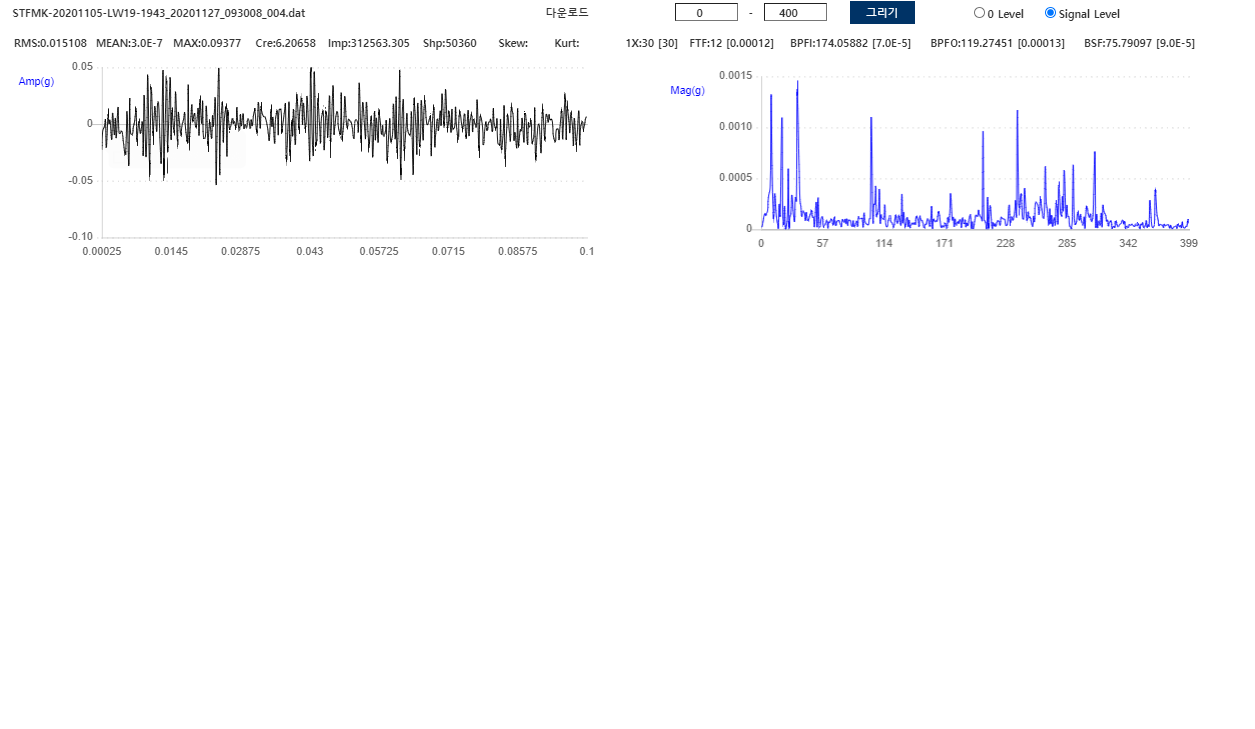 STFMK-20201105-LW19-1943_20201127_093008_004.dat 다운로드 0 - 400 그리기 0 Level Signal Level
RMS:0.015108 MEAN:3.0E-7 MAX:0.09377 Cre:6.20658 Imp:312563.305 Shp:50360 Skew: Kurt: 1X:30 [30] FTF:12 [0.00012] BPFI:174.05882 [7.0E-5] BPFO:119.27451 [0.00013] BSF:75.79097 [9.0E-5]
Amp(g)
0.05
0
-0.05
-0.10
0.00025 0.0145 0.02875 0.043 0.05725 0.0715 0.08575 0.1
Mag(g)
0.0015
0.0010
0.0005
0
0 57 114 171 228 285 342 399